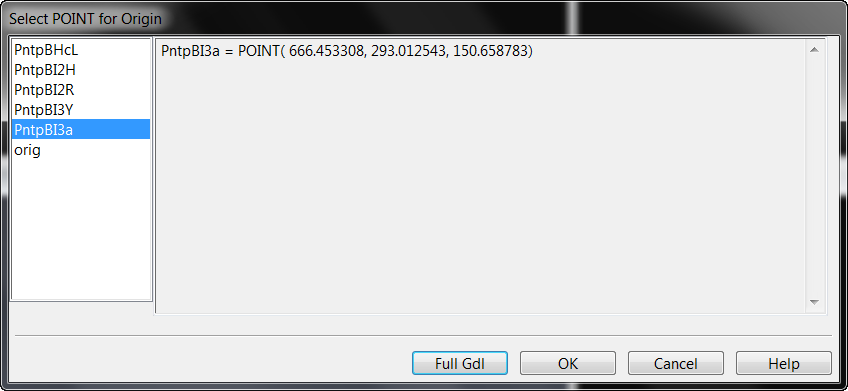 Select POINT for Origin
PntpBHcL
PntpBI2H
PntpBI2R
PntpBI3Y
PntpBI3a
orig
PntpBI3a = POINT( 666.453308, 293.012543, 150.658783)
Full Gdl
OK
Cancel
Help